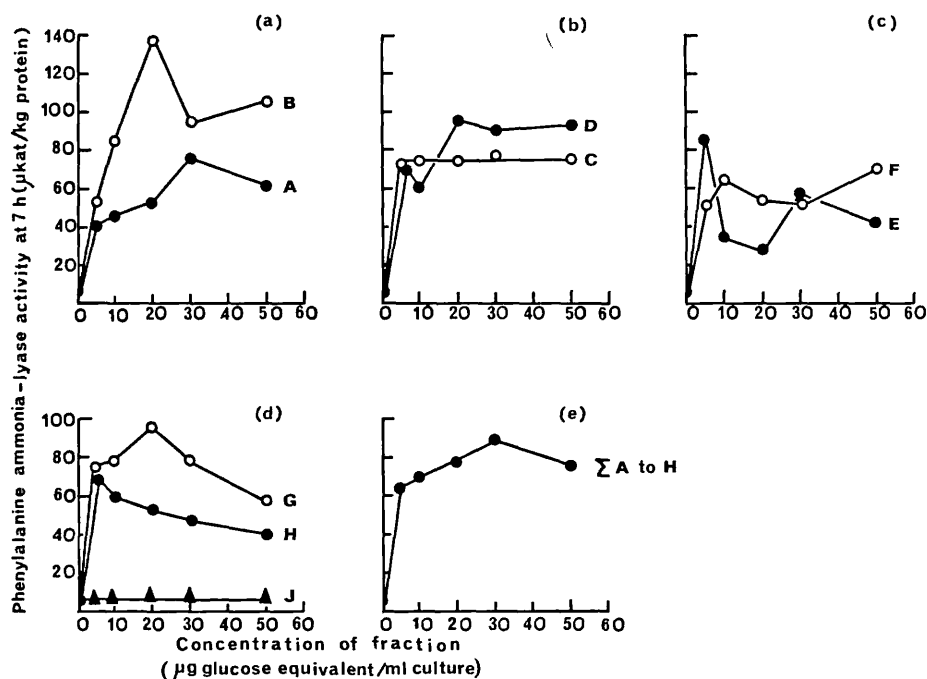 Phenylalanine ammonia-lyase activity at 7 h (µkat/kg protein)
(a)
140
120
100
80
60
40
20
0 10 20 30 40 50 60
B
A
(b)
0 10 20 30 40 50 60
D
C
(c)
0 10 20 30 40 50 60
F
E
(d)
100
80
60
40
20
G
H
J
0 10 20 30 40 50 60
(e)
∑ A to H
0 10 20 30 40 50 60
Concentration of fraction
(µg glucose equivalent/ml culture)